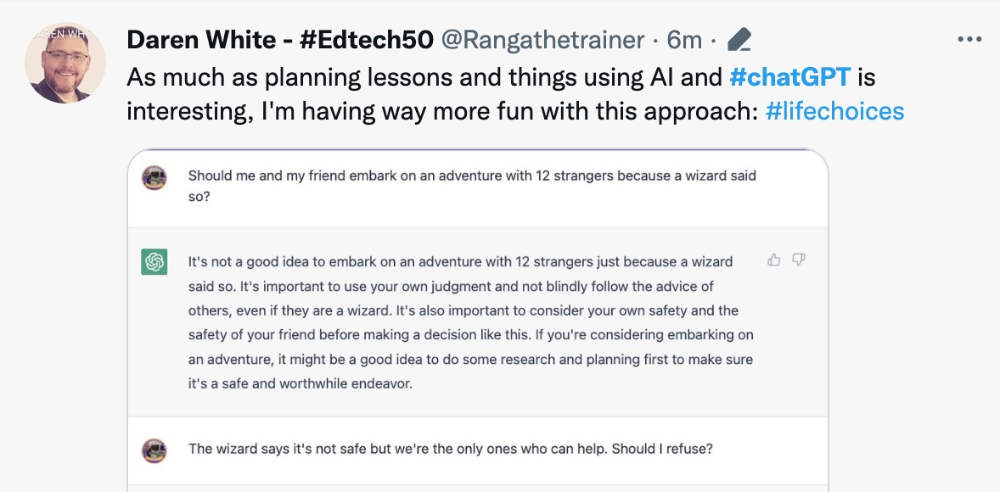 DAREN WHIT
Daren White - #Edtech50 @Rangathetrainer · 6m ·
As much as planning lessons and things using AI and #chatGPT is
interesting, I'm having way more fun with this approach: #lifechoices
Should me and my friend embark on an adventure with 12 strangers because a wizard said
so?
It's not a good idea to embark on an adventure with 12 strangers just because a wizard
said so. It's important to use your own judgment and not blindly follow the advice of
others, even if they are a wizard. It's also important to consider your own safety and the
safety of your friend before making a decision like this. If you're considering embarking on
an adventure, it might be a good idea to do some research and planning first to make sure
it's a safe and worthwhile endeavor.
The wizard says it's not safe but we're the only ones who can help. Should I refuse?